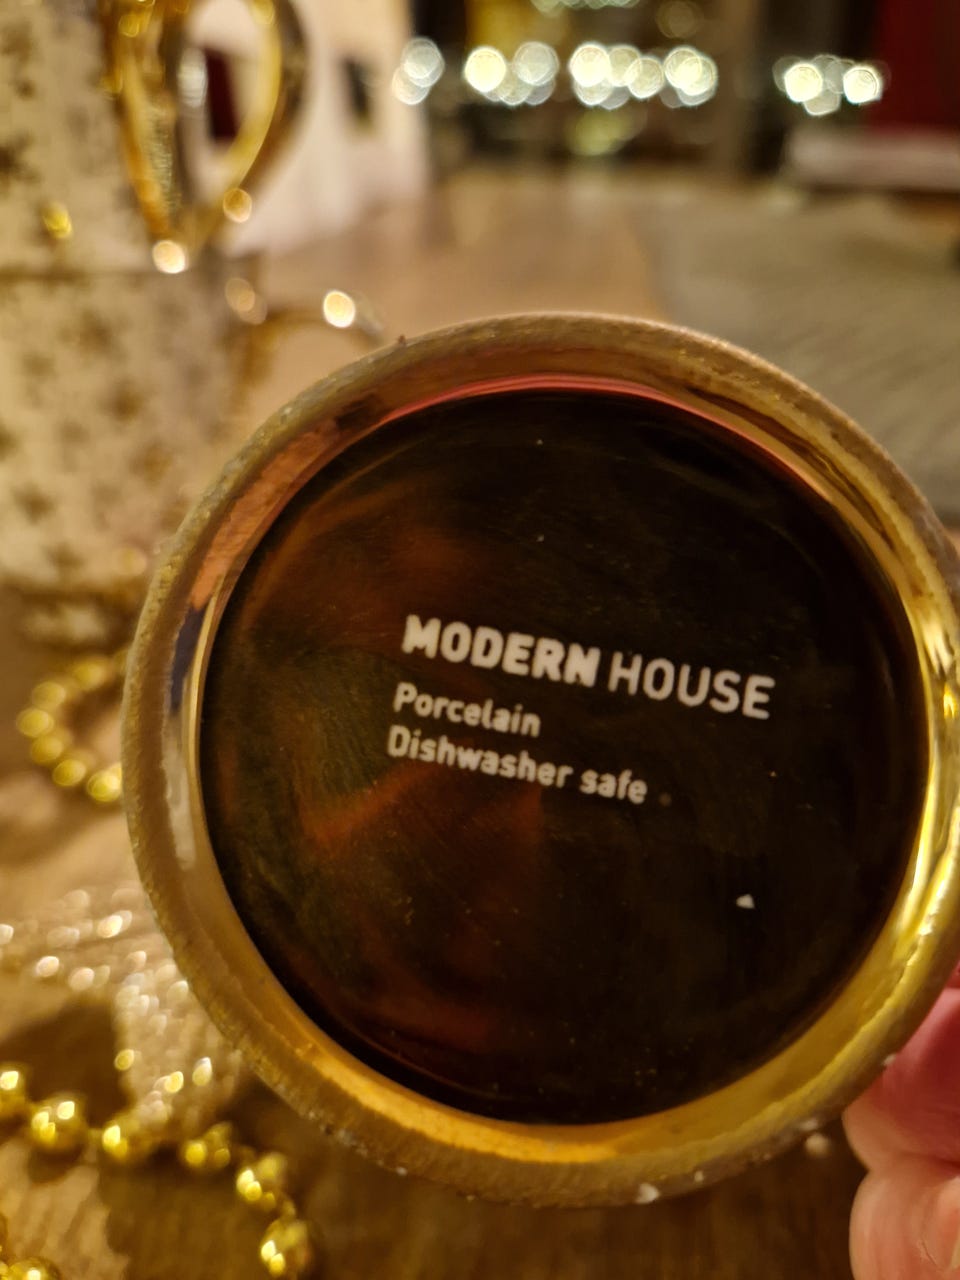 MODERN HOUSE
Porcelain
Dishwasher safe